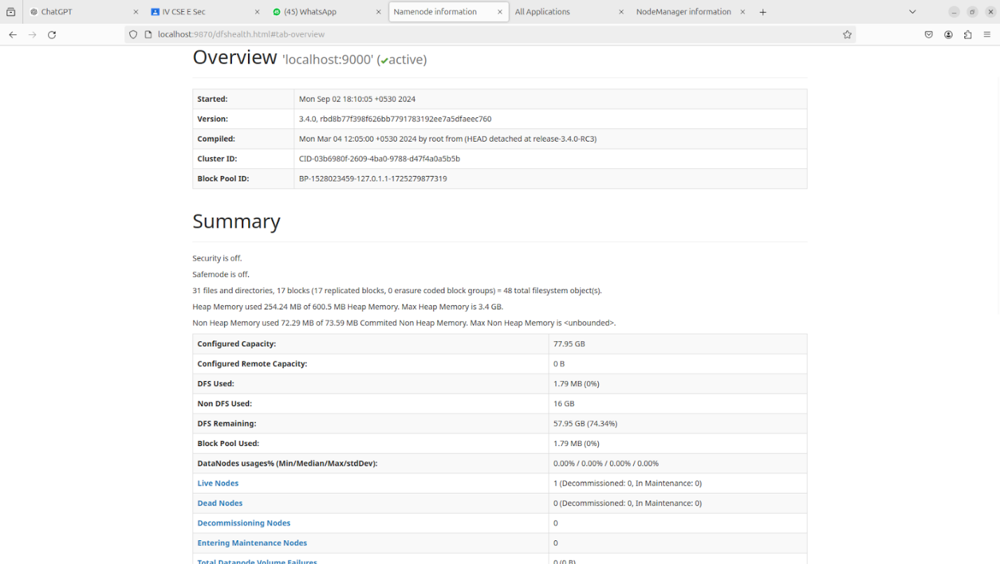 ChatGPT
IV CSE E Sec
(45) WhatsApp
Namenode information
All Applications
NodeManager information
localhost:9870/dfshealth.html#tab-overview
Overview 'localhost:9000' (✔active)
Started: Mon Sep 02 18:10:05 +0530 2024
Version: 3.4.0, rbd8b77f398f626bb7791783192ee7a5dfaeec760
Compiled: Mon Mar 04 12:05:00 +0530 2024 by root from (HEAD detached at release-3.4.0-RC3)
Cluster ID: CID-03b6980f-2609-4ba0-9788-d47f4a0a5b5b
Block Pool ID: BP-1528023459-127.0.1.1-1725279877319
Summary
Security is off.
Safemode is off.
31 files and directories, 17 blocks (17 replicated blocks, 0 erasure coded block groups) = 48 total filesystem object(s).
Heap Memory used 254.24 MB of 600.5 MB Heap Memory. Max Heap Memory is 3.4 GB.
Non Heap Memory used 72.29 MB of 73.59 MB Commited Non Heap Memory. Max Non Heap Memory is <unbounded>.
Configured Capacity: 77.95 GB
Configured Remote Capacity: 0 B
DFS Used: 1.79 MB (0%)
Non DFS Used: 16 GB
DFS Remaining: 57.95 GB (74.34%)
Block Pool Used: 1.79 MB (0%)
DataNodes usages% (Min/Median/Max/stdDev): 0.00% / 0.00% / 0.00% / 0.00%
Live Nodes 1 (Decommissioned: 0, In Maintenance: 0)
Dead Nodes 0 (Decommissioned: 0, In Maintenance: 0)
Decommissioning Nodes 0
Entering Maintenance Nodes 0
Total Datanode Volume Failures 0 (0 B)